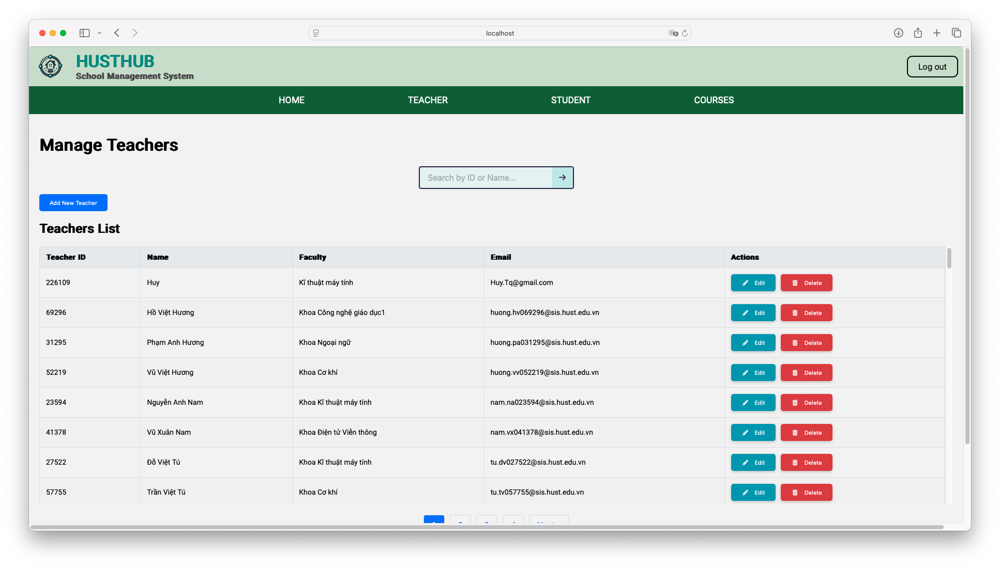 localhost
HUSTHUB
School Management System
Log out
HOME TEACHER STUDENT COURSES
Manage Teachers
Search by ID or Name...
Add New Teacher
Teachers List
Teacher ID Name Faculty Email Actions
226109 Huy Kĩ thuật máy tính Huy.Tq@gmail.com Edit Delete
69296 Hồ Việt Hương Khoa Công nghệ giáo dục1 huong.hv069296@sis.hust.edu.vn Edit Delete
31295 Phạm Anh Hương Khoa Ngoại ngữ huong.pa031295@sis.hust.edu.vn Edit Delete
52219 Vũ Việt Hương Khoa Cơ khí huong.vv052219@sis.hust.edu.vn Edit Delete
23594 Nguyễn Anh Nam Khoa Kĩ thuật máy tính nam.na023594@sis.hust.edu.vn Edit Delete
41378 Vũ Xuân Nam Khoa Điện tử Viễn thông nam.vx041378@sis.hust.edu.vn Edit Delete
27522 Đỗ Việt Tú Khoa Kĩ thuật máy tính tu.dv027522@sis.hust.edu.vn Edit Delete
57755 Trần Việt Tú Khoa Cơ khí tu.tv057755@sis.hust.edu.vn Edit Delete